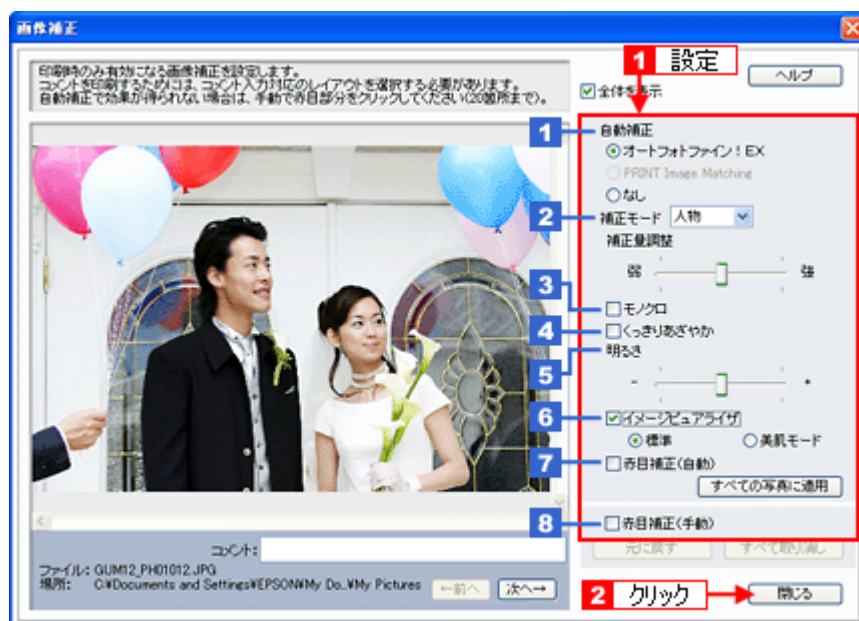 画像補正
印刷時のみ有効になる画像補正を設定します。
コメントを印刷するためには、コメント入力対応のレイアウトを選択する必要があります。
自動補正で効果が得られない場合は、手動で赤目部分をクリックしてください(20箇所まで)。
1 設定
ヘルプ
全体を表示
1 自動補正
オートフォトファイン!EX
PRINT Image Matching
なし
2 補正モード 人物
補正量調整
弱 強
3 モノクロ
4 くっきりあざやか
5 明るさ
- +
6 イメージピュアライザ
標準 美肌モード
7 赤目補正(自動)
すべての写真に適用
8 赤目補正(手動)
元に戻す すべて取り消し
コメント:
ファイル: GUM12_PH01012.JPG
場所: C:¥Documents and Settings¥EPSON¥My Do..¥My Pictures
←前へ 次へ→
2 クリック 閉じる